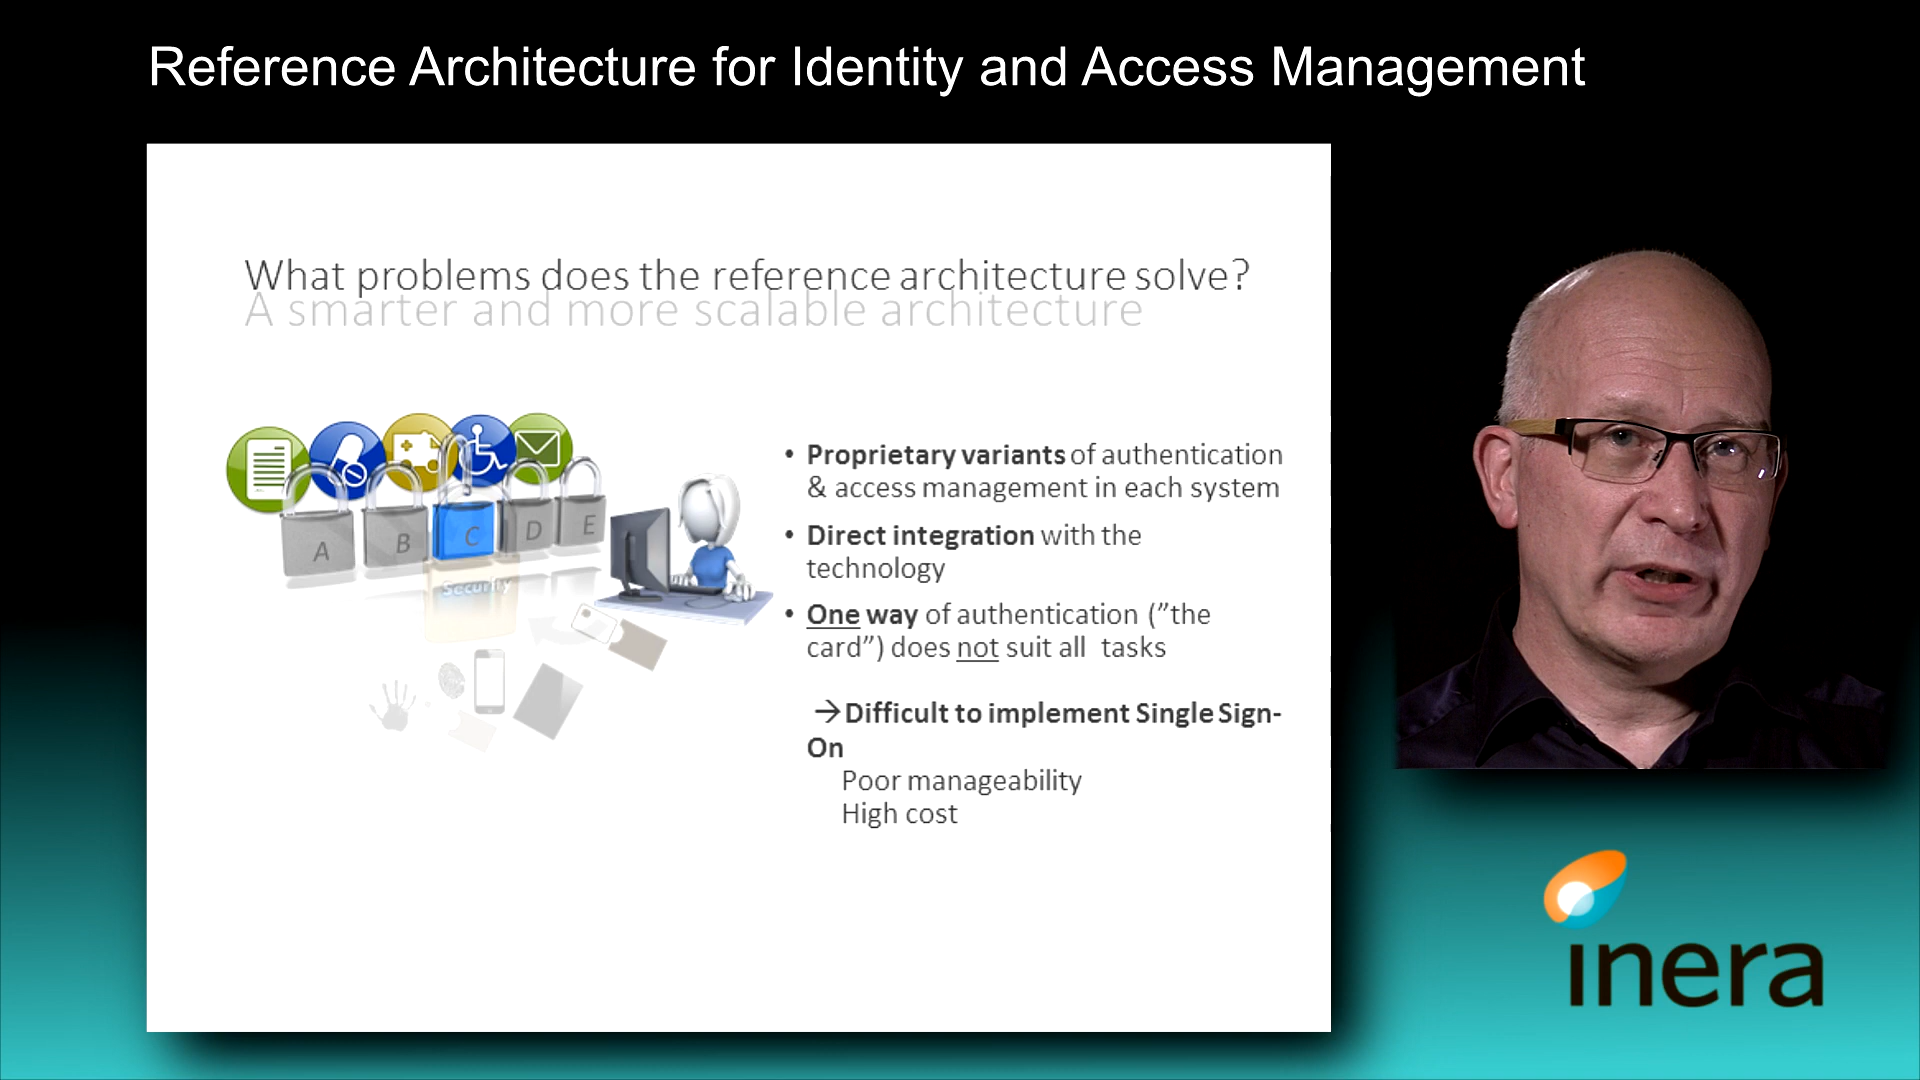 Reference Architecture for Identity and Access Management
What problems does the reference architecture solve?
A smarter and more scalable architecture
A B C D E
Security
• Proprietary variants of authentication
& access management in each system
• Direct integration with the
technology
• One way of authentication (”the
card”) does not suit all tasks
→Difficult to implement Single Sign-
On
Poor manageability
High cost
inera